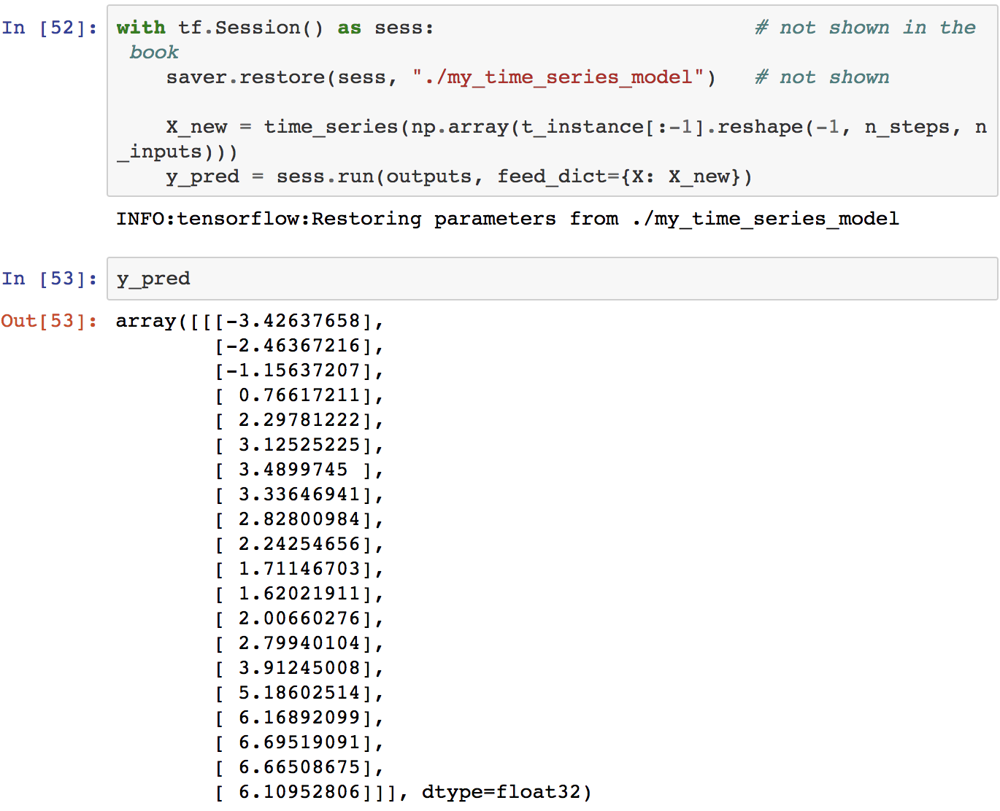 In [52]: with tf.Session() as sess:                          # not shown in the
 book
    saver.restore(sess, "./my_time_series_model")   # not shown
    X_new = time_series(np.array(t_instance[:-1].reshape(-1, n_steps, n
_inputs)))
    y_pred = sess.run(outputs, feed_dict={X: X_new})
INFO:tensorflow:Restoring parameters from ./my_time_series_model
In [53]: y_pred
Out[53]: array([[[-3.42637658],
        [-2.46367216],
        [-1.15637207],
        [ 0.76617211],
        [ 2.29781222],
        [ 3.12525225],
        [ 3.4899745 ],
        [ 3.33646941],
        [ 2.82800984],
        [ 2.24254656],
        [ 1.71146703],
        [ 1.62021911],
        [ 2.00660276],
        [ 2.79940104],
        [ 3.91245008],
        [ 5.18602514],
        [ 6.16892099],
        [ 6.69519091],
        [ 6.66508675],
        [ 6.10952806]]], dtype=float32)